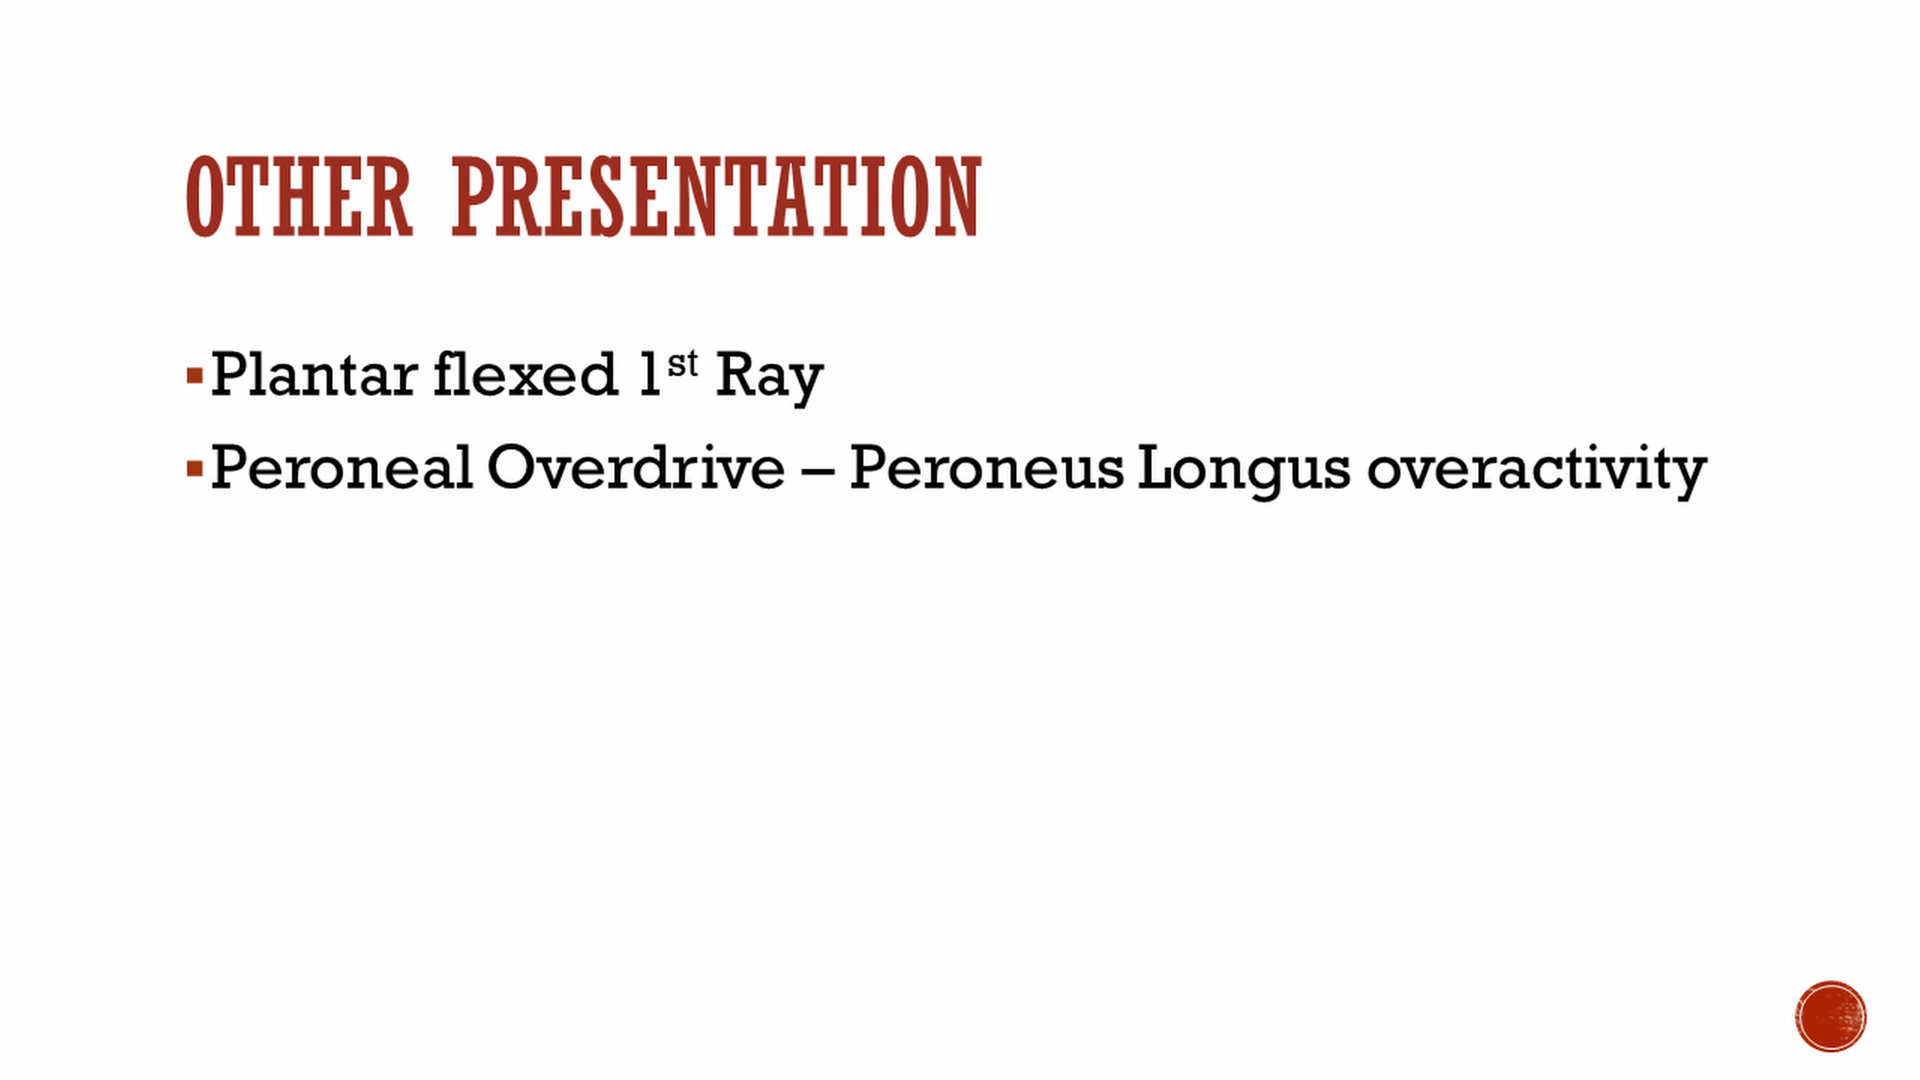 OTHER PRESENTATION
▪Plantar flexed 1st Ray
▪Peroneal Overdrive – Peroneus Longus overactivity